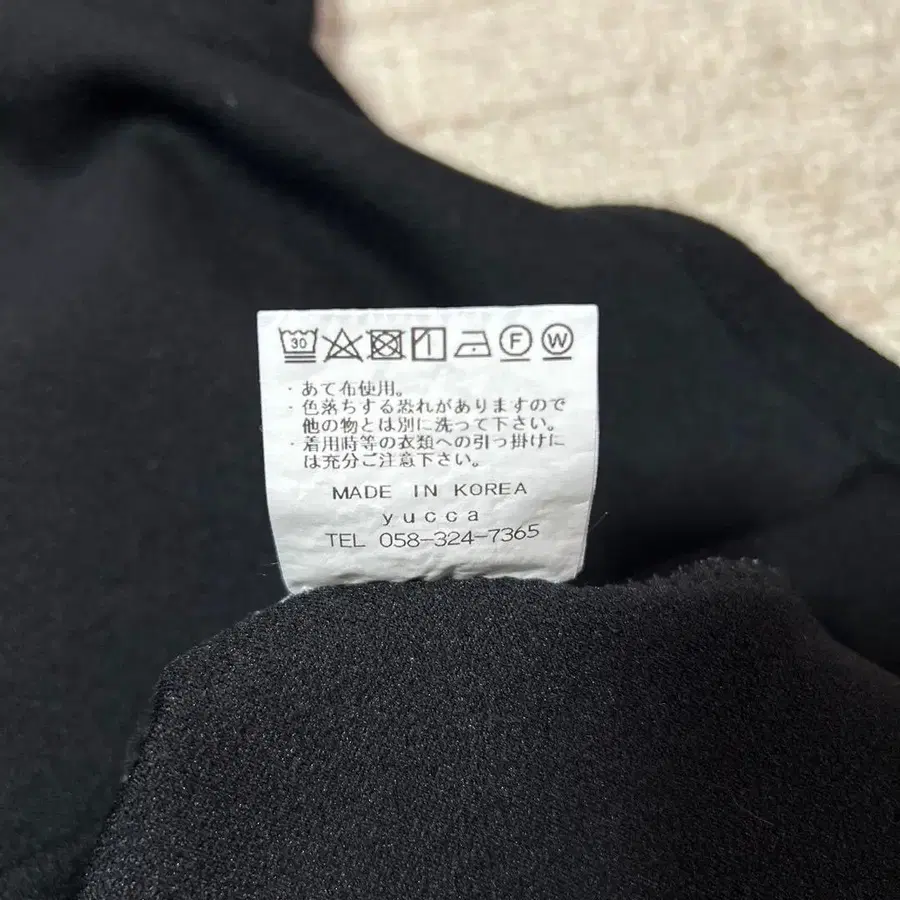 30 F W
・あて布使用。
・色落ちする恐れがありますので
他の物とは別に洗って下さい。
・着用時等の衣類への引っ掛けに
は充分ご注意下さい。
MADE IN KOREA
yucca
TEL 058-324-7365